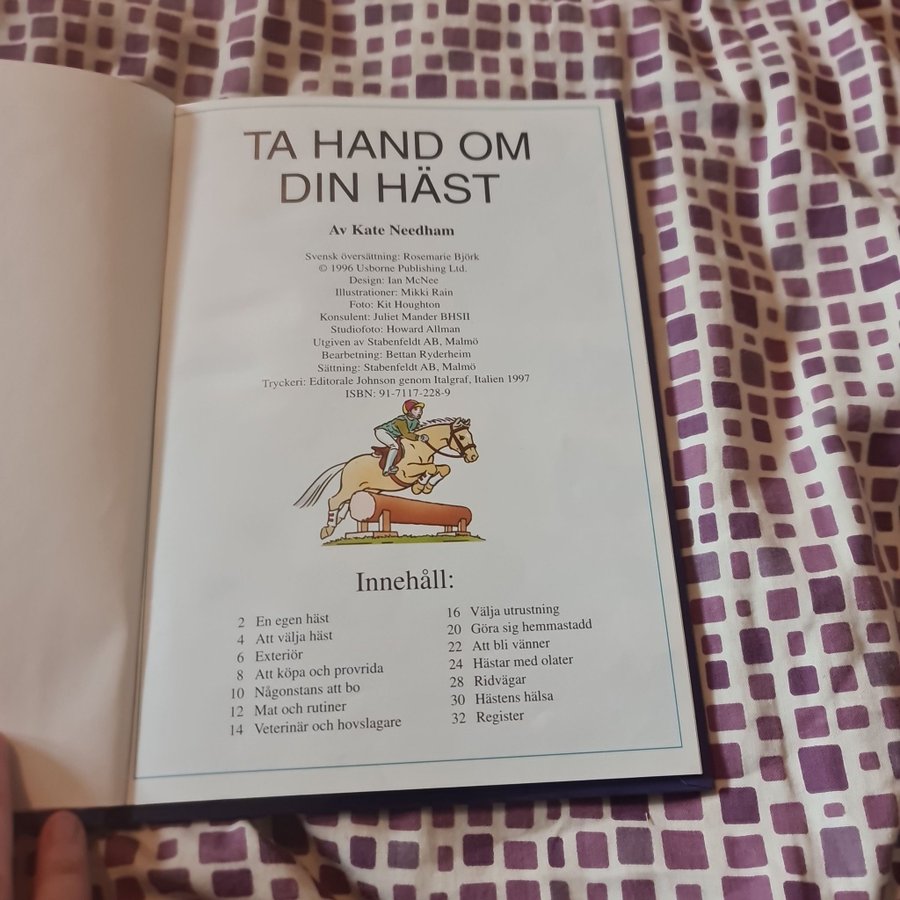 TA HAND OM
DIN HÄST
Av Kate Needham
Svensk översättning: Rosemarie Björk
© 1996 Usborne Publishing Ltd.
Design: Ian McNee
Illustrationer: Mikki Rain
Foto: Kit Houghton
Konsulent: Juliet Mander BHSII
Studiofoto: Howard Allman
Utgiven av Stabenfeldt AB, Malmö
Bearbetning: Bettan Ryderheim
Sättning: Stabenfeldt AB, Malmö
Tryckeri: Editorale Johnson genom Italgraf, Italien 1997
ISBN: 91-7117-228-9
Innehåll:
2 En egen häst
4 Att välja häst
6 Exteriör
8 Att köpa och provrida
10 Någonstans att bo
12 Mat och rutiner
14 Veterinär och hovslagare
16 Välja utrustning
20 Göra sig hemmastadd
22 Att bli vänner
24 Hästar med olater
28 Ridvägar
30 Hästens hälsa
32 Register